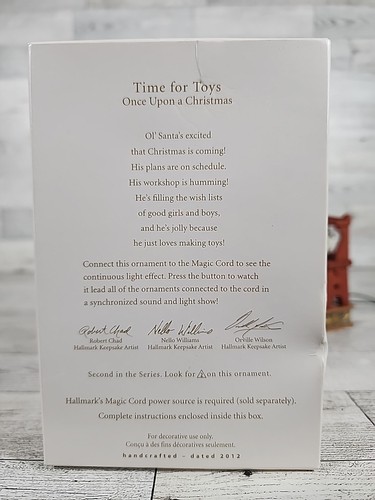 Time for Toys
Once Upon a Christmas
Ol' Santa's excited
that Christmas is coming!
His plans are on schedule.
His workshop is humming!
He's filling the wish lists
of good girls and boys,
and he's jolly because
he just loves making toys!
Connect this ornament to the Magic Cord to see the
continuous light effect. Press the button to watch
it lead all of the ornaments connected to the cord in
a synchronized sound and light show!
Robert Chad Nello Williams
Robert Chad Nello Williams Orville Wilson
Hallmark Keepsake Artist Hallmark Keepsake Artist Hallmark Keepsake Artist
Second in the Series. Look for 2 on this ornament.
Hallmark's Magic Cord power source is required (sold separately).
Complete instructions enclosed inside this box.
For decorative use only.
Conçu à des fins décoratives seulement.
handcrafted - dated 2012